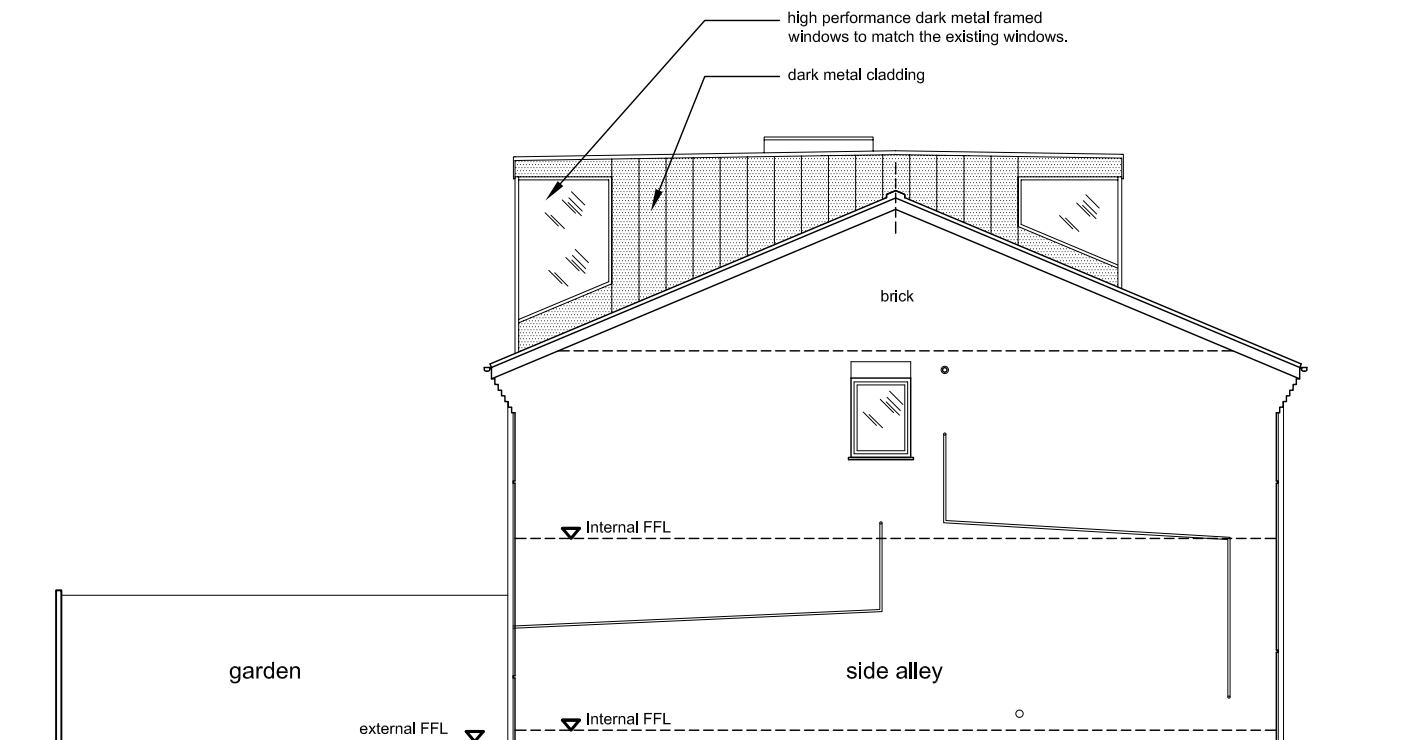 high performance dark metal framed
windows to match the existing windows.
dark metal cladding
brick
Internal FFL
garden
side alley
Internal FFL
external FFL